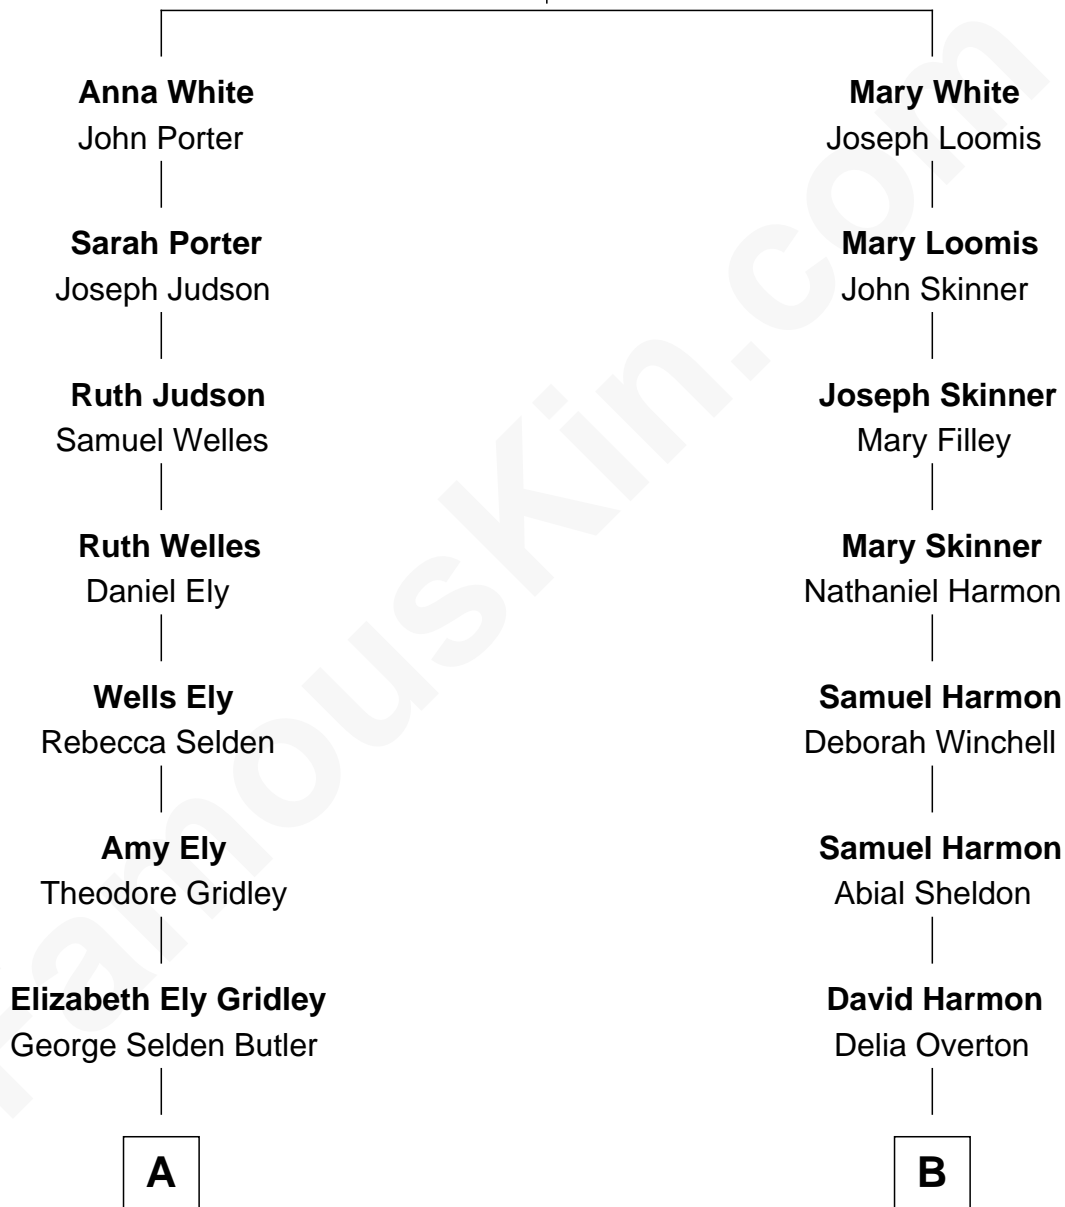 Anna White
John Porter
Sarah Porter
Joseph Judson
Ruth Judson
Samuel Welles
Ruth Welles
Daniel Ely
Wells Ely
Rebecca Selden
Amy Ely
Theodore Gridley
Elizabeth Ely Gridley
George Selden Butler
A
Mary White
Joseph Loomis
Mary Loomis
John Skinner
Joseph Skinner
Mary Filley
Mary Skinner
Nathaniel Harmon
Samuel Harmon
Deborah Winchell
Samuel Harmon
Abial Sheldon
David Harmon
Delia Overton
B
FamousKin.com